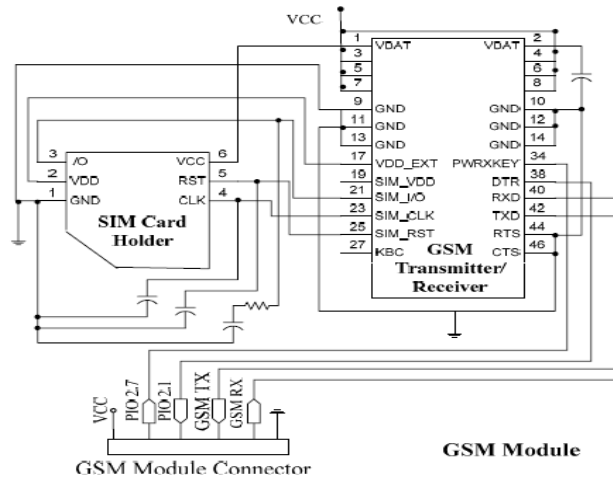 VCC
1 VBAT VBAT 2
3 4
5 6
7 8
9 GND GND 10
11 GND GND 12
13 GND GND 14
17 VDD_EXT PWRXKEY 34
19 SIM_VDD DTR 38
21 SIM_I/O RXD 40
23 SIM_CLK TXD 42
25 SIM_RST RTS 44
27 KBC CTS 46
GSM
Transmitter/
Receiver
3 I/O VCC 6
2 VDD RST 5
1 GND CLK 4
SIM Card
Holder
VCC
PIO 2.7
PIO 2.1
GSM TX
GSM RX
GSM Module Connector
GSM Module